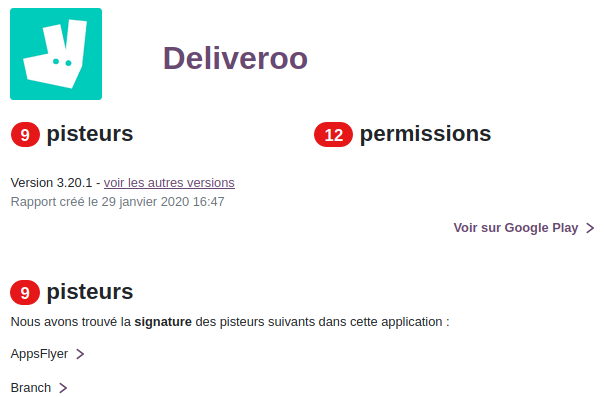 Deliveroo
9 pisteurs
12 permissions
Version 3.20.1 - voir les autres versions
Rapport créé le 29 janvier 2020 16:47
Voir sur Google Play
9 pisteurs
Nous avons trouvé la signature des pisteurs suivants dans cette application :
AppsFlyer
Branch